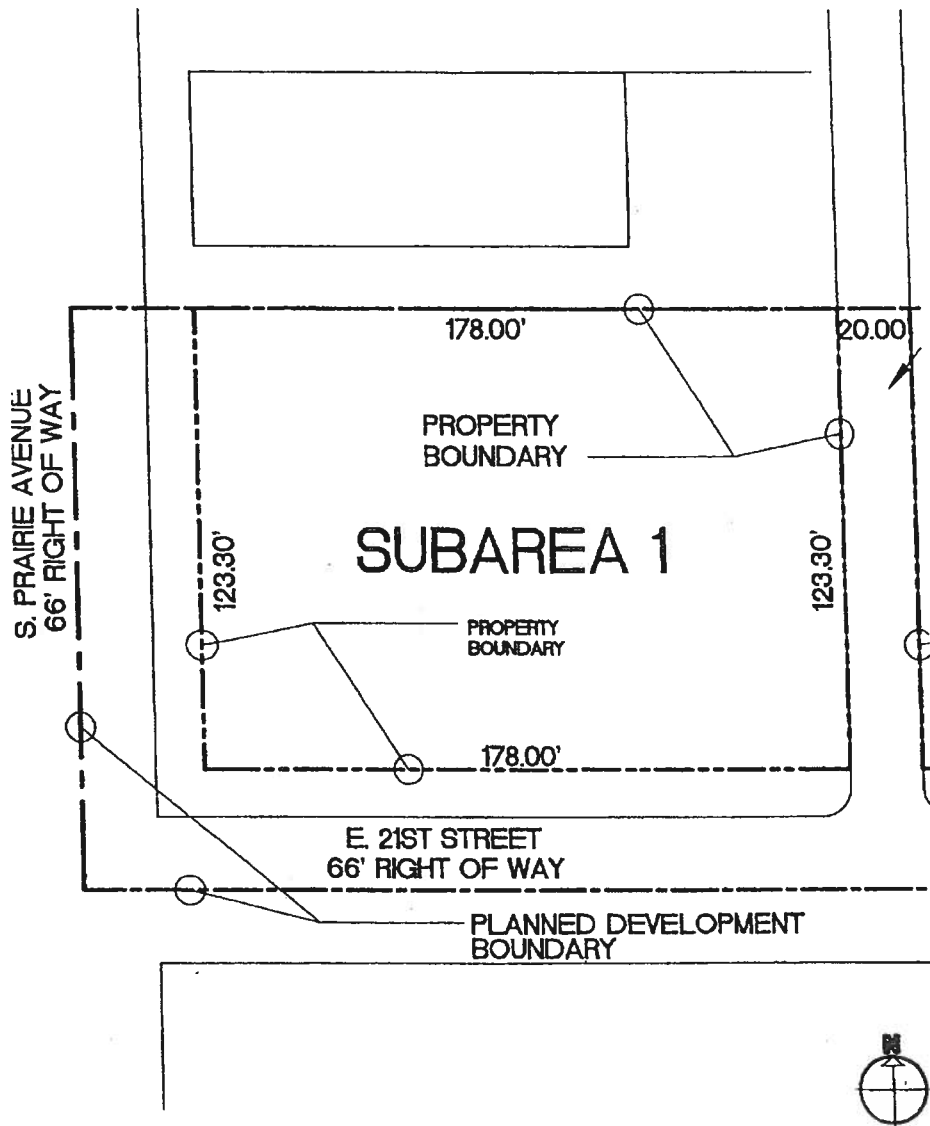 178.00'
20.00
PROPERTY
BOUNDARY
S. PRAIRIE AVENUE
66' RIGHT OF WAY
SUBAREA 1
123.30'
123.30'
PROPERTY
BOUNDARY
178.00'
E. 21ST STREET
66' RIGHT OF WAY
PLANNED DEVELOPMENT
BOUNDARY
N